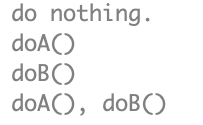 do nothing.
doA()
doB()
doA(), doB()